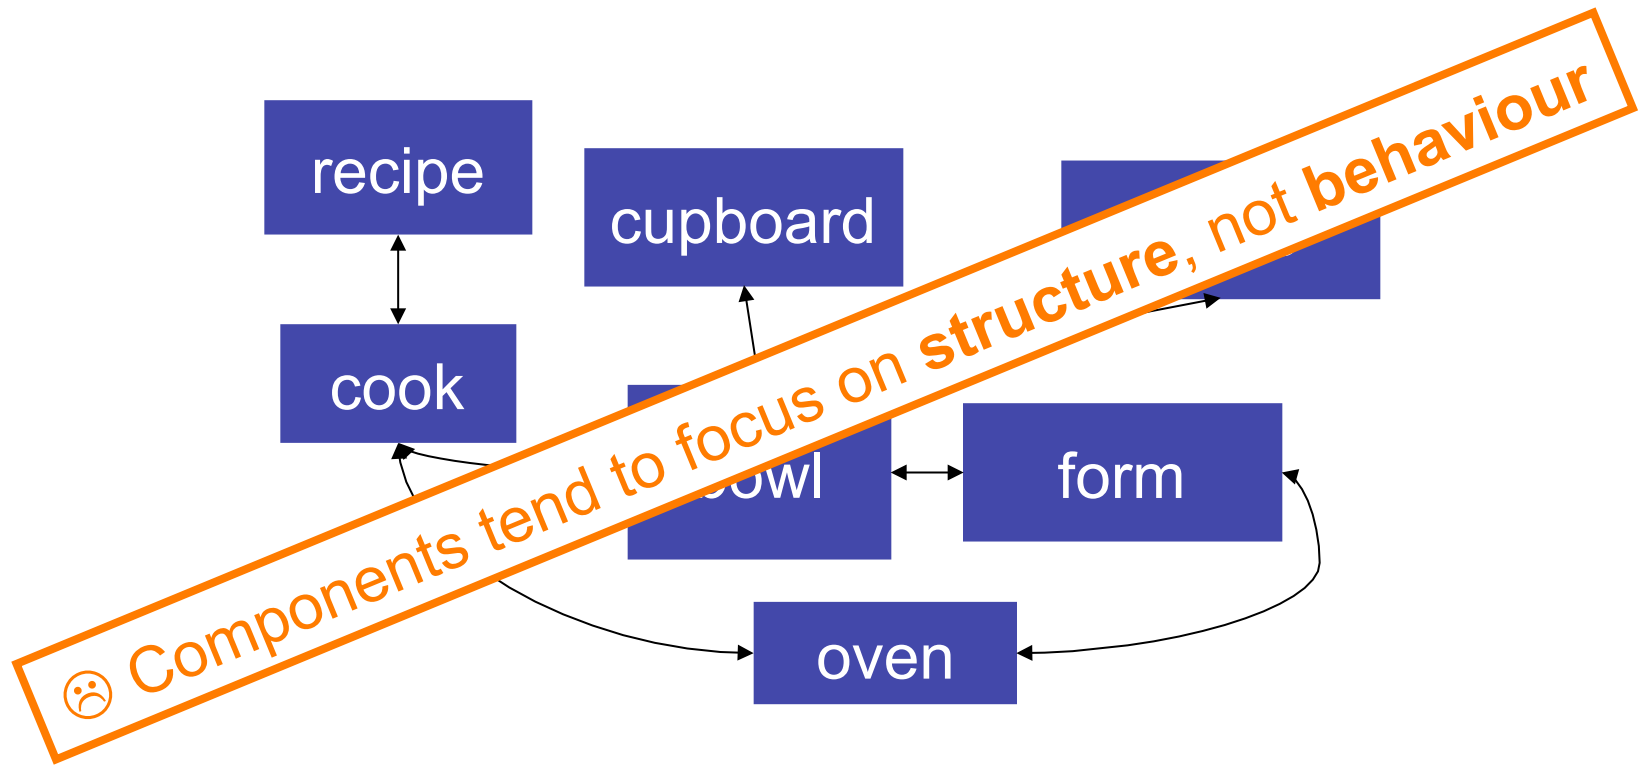 recipe
cupboard
cook
form
oven
☹ Components tend to focus on structure, not behaviour